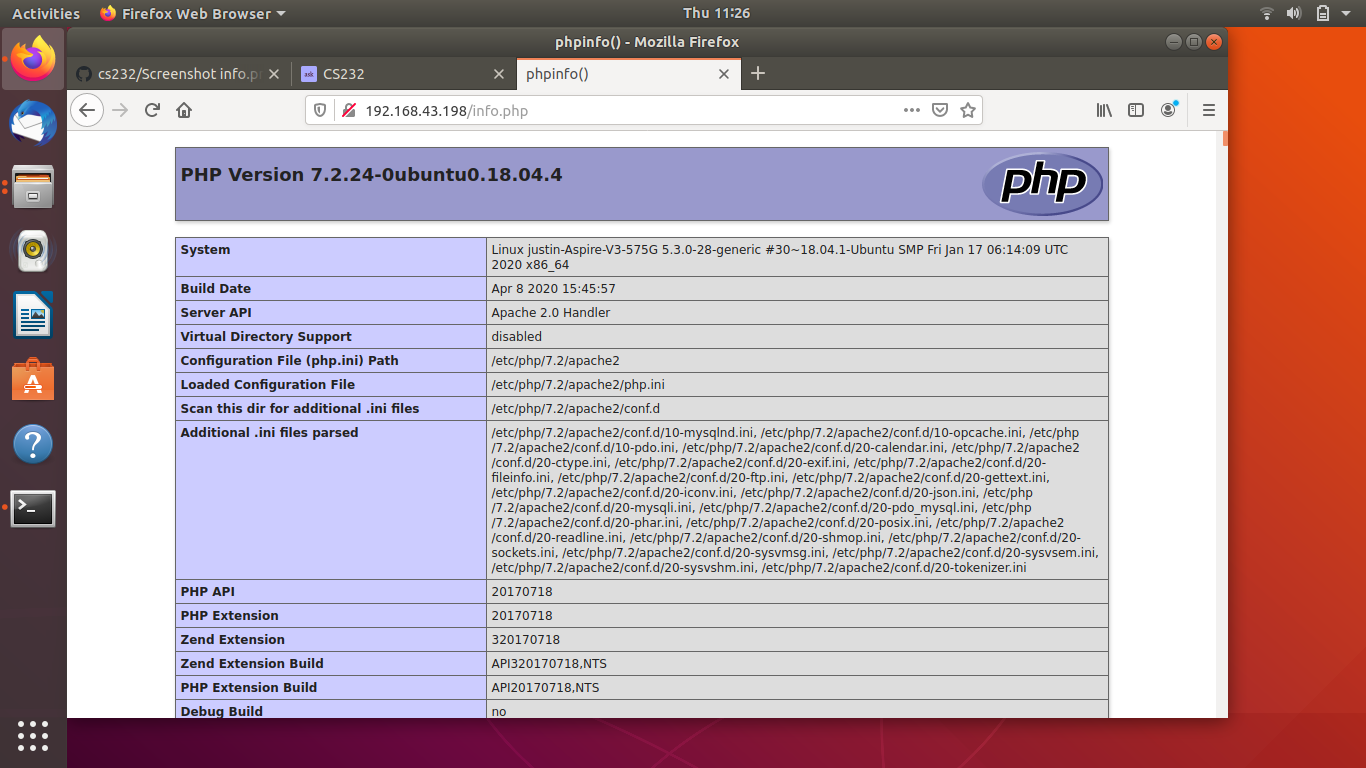 Activities
Firefox Web Browser
Thu 11:26
phpinfo() - Mozilla Firefox
cs232/Screenshot info.p
ask
CS232
phpinfo()
192.168.43.198/info.php
PHP Version 7.2.24-0ubuntu0.18.04.4
php
System
Linux justin-Aspire-V3-575G 5.3.0-28-generic #30~18.04.1-Ubuntu SMP Fri Jan 17 06:14:09 UTC
2020 x86_64
Build Date
Apr 8 2020 15:45:57
Server API
Apache 2.0 Handler
Virtual Directory Support
disabled
Configuration File (php.ini) Path
/etc/php/7.2/apache2
Loaded Configuration File
/etc/php/7.2/apache2/php.ini
Scan this dir for additional .ini files
/etc/php/7.2/apache2/conf.d
Additional .ini files parsed
/etc/php/7.2/apache2/conf.d/10-mysqlnd.ini, /etc/php/7.2/apache2/conf.d/10-opcache.ini, /etc/php
/7.2/apache2/conf.d/10-pdo.ini, /etc/php/7.2/apache2/conf.d/20-calendar.ini, /etc/php/7.2/apache2
/conf.d/20-ctype.ini, /etc/php/7.2/apache2/conf.d/20-exif.ini, /etc/php/7.2/apache2/conf.d/20-
fileinfo.ini, /etc/php/7.2/apache2/conf.d/20-ftp.ini, /etc/php/7.2/apache2/conf.d/20-gettext.ini,
/etc/php/7.2/apache2/conf.d/20-iconv.ini, /etc/php/7.2/apache2/conf.d/20-json.ini, /etc/php
/7.2/apache2/conf.d/20-mysqli.ini, /etc/php/7.2/apache2/conf.d/20-pdo_mysql.ini, /etc/php
/7.2/apache2/conf.d/20-phar.ini, /etc/php/7.2/apache2/conf.d/20-posix.ini, /etc/php/7.2/apache2
/conf.d/20-readline.ini, /etc/php/7.2/apache2/conf.d/20-shmop.ini, /etc/php/7.2/apache2/conf.d/20-
sockets.ini, /etc/php/7.2/apache2/conf.d/20-sysvmsg.ini, /etc/php/7.2/apache2/conf.d/20-sysvsem.ini,
/etc/php/7.2/apache2/conf.d/20-sysvshm.ini, /etc/php/7.2/apache2/conf.d/20-tokenizer.ini
PHP API
20170718
PHP Extension
20170718
Zend Extension
320170718
Zend Extension Build
API320170718,NTS
PHP Extension Build
API20170718,NTS
Debug Build
no